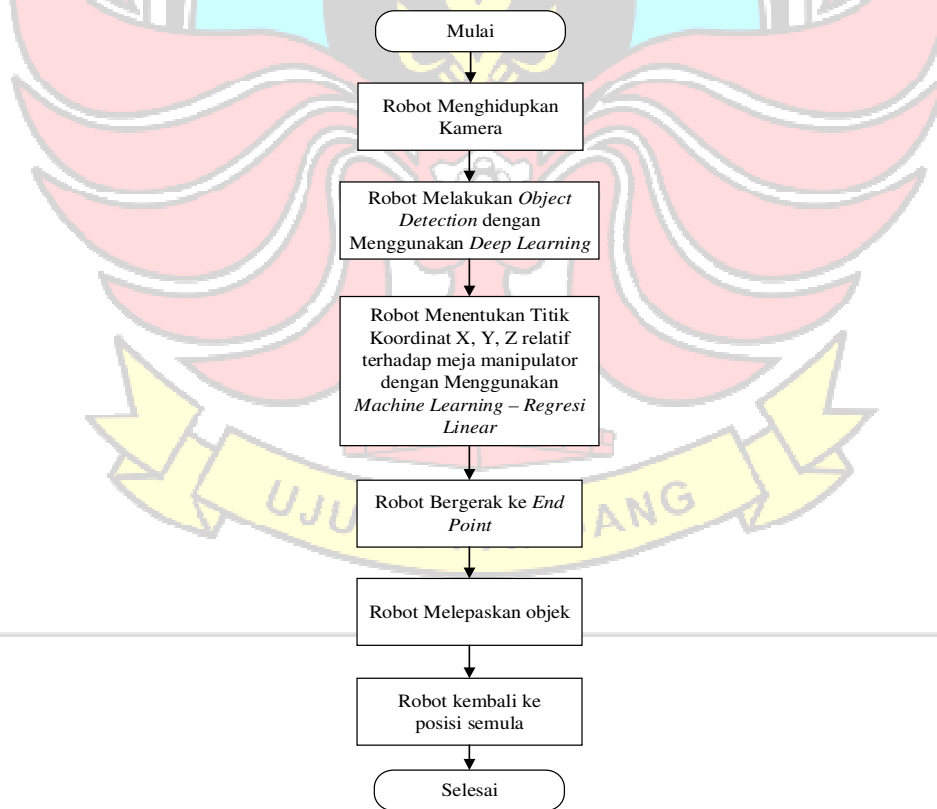 Mulai
Robot Menghidupkan
Kamera
Robot Melakukan Object
Detection dengan
Menggunakan Deep Learning
Robot Menentukan Titik
Koordinat X, Y, Z relatif
terhadap meja manipulator
dengan Menggunakan
Machine Learning – Regresi
Linear
Robot Bergerak ke End
Point
Robot Melepaskan objek
Robot kembali ke
posisi semula
Selesai